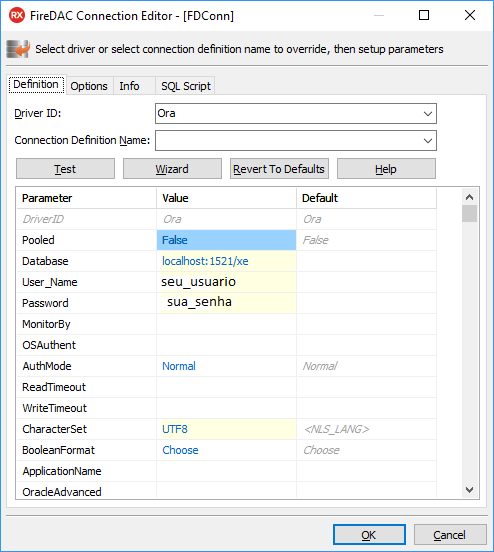 RX FireDAC Connection Editor - [FDConn]
Select driver or select connection definition name to override, then setup parameters
Definition Options Info SQL Script
Driver ID: Ora
Connection Definition Name:
Test Wizard Revert To Defaults Help
Parameter Value Default
DriverID Ora Ora
Pooled False False
Database localhost:1521/xe
User_Name seu_usuario
Password sua_senha
MonitorBy
OSAuthent
AuthMode Normal Normal
ReadTimeout
WriteTimeout
CharacterSet UTF8 <NLS_LANG>
BooleanFormat Choose Choose
ApplicationName
OracleAdvanced
OK Cancel